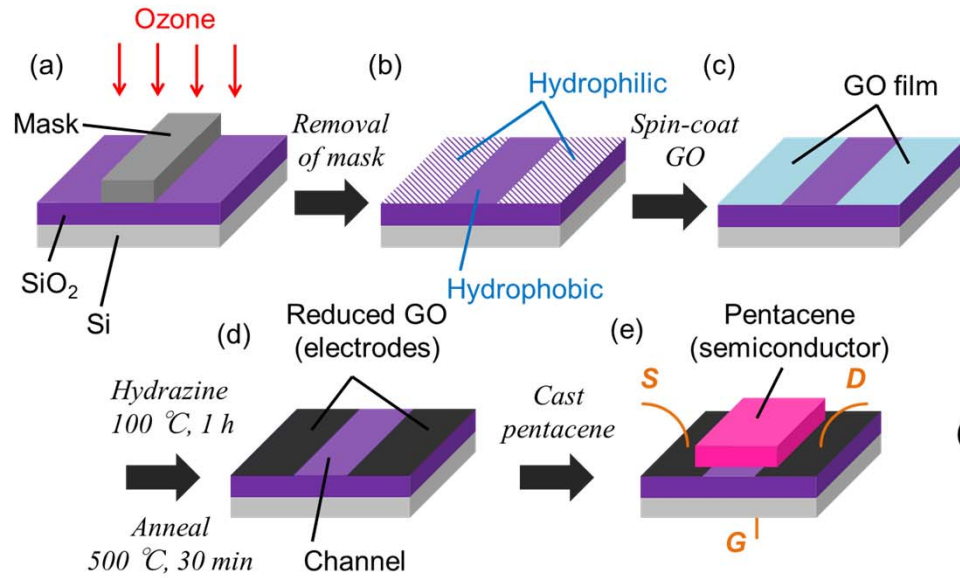 Ozone
(a)
Mask
SiO₂
Si
Removal
of mask
(b)
Hydrophilic
Hydrophobic
Spin-coat
GO
(c)
GO film
Hydrazine
100 ℃, 1 h
Anneal
500 ℃, 30 min
(d)
Reduced GO
(electrodes)
Channel
Cast
pentacene
(e)
Pentacene
(semiconductor)
S
D
G
(